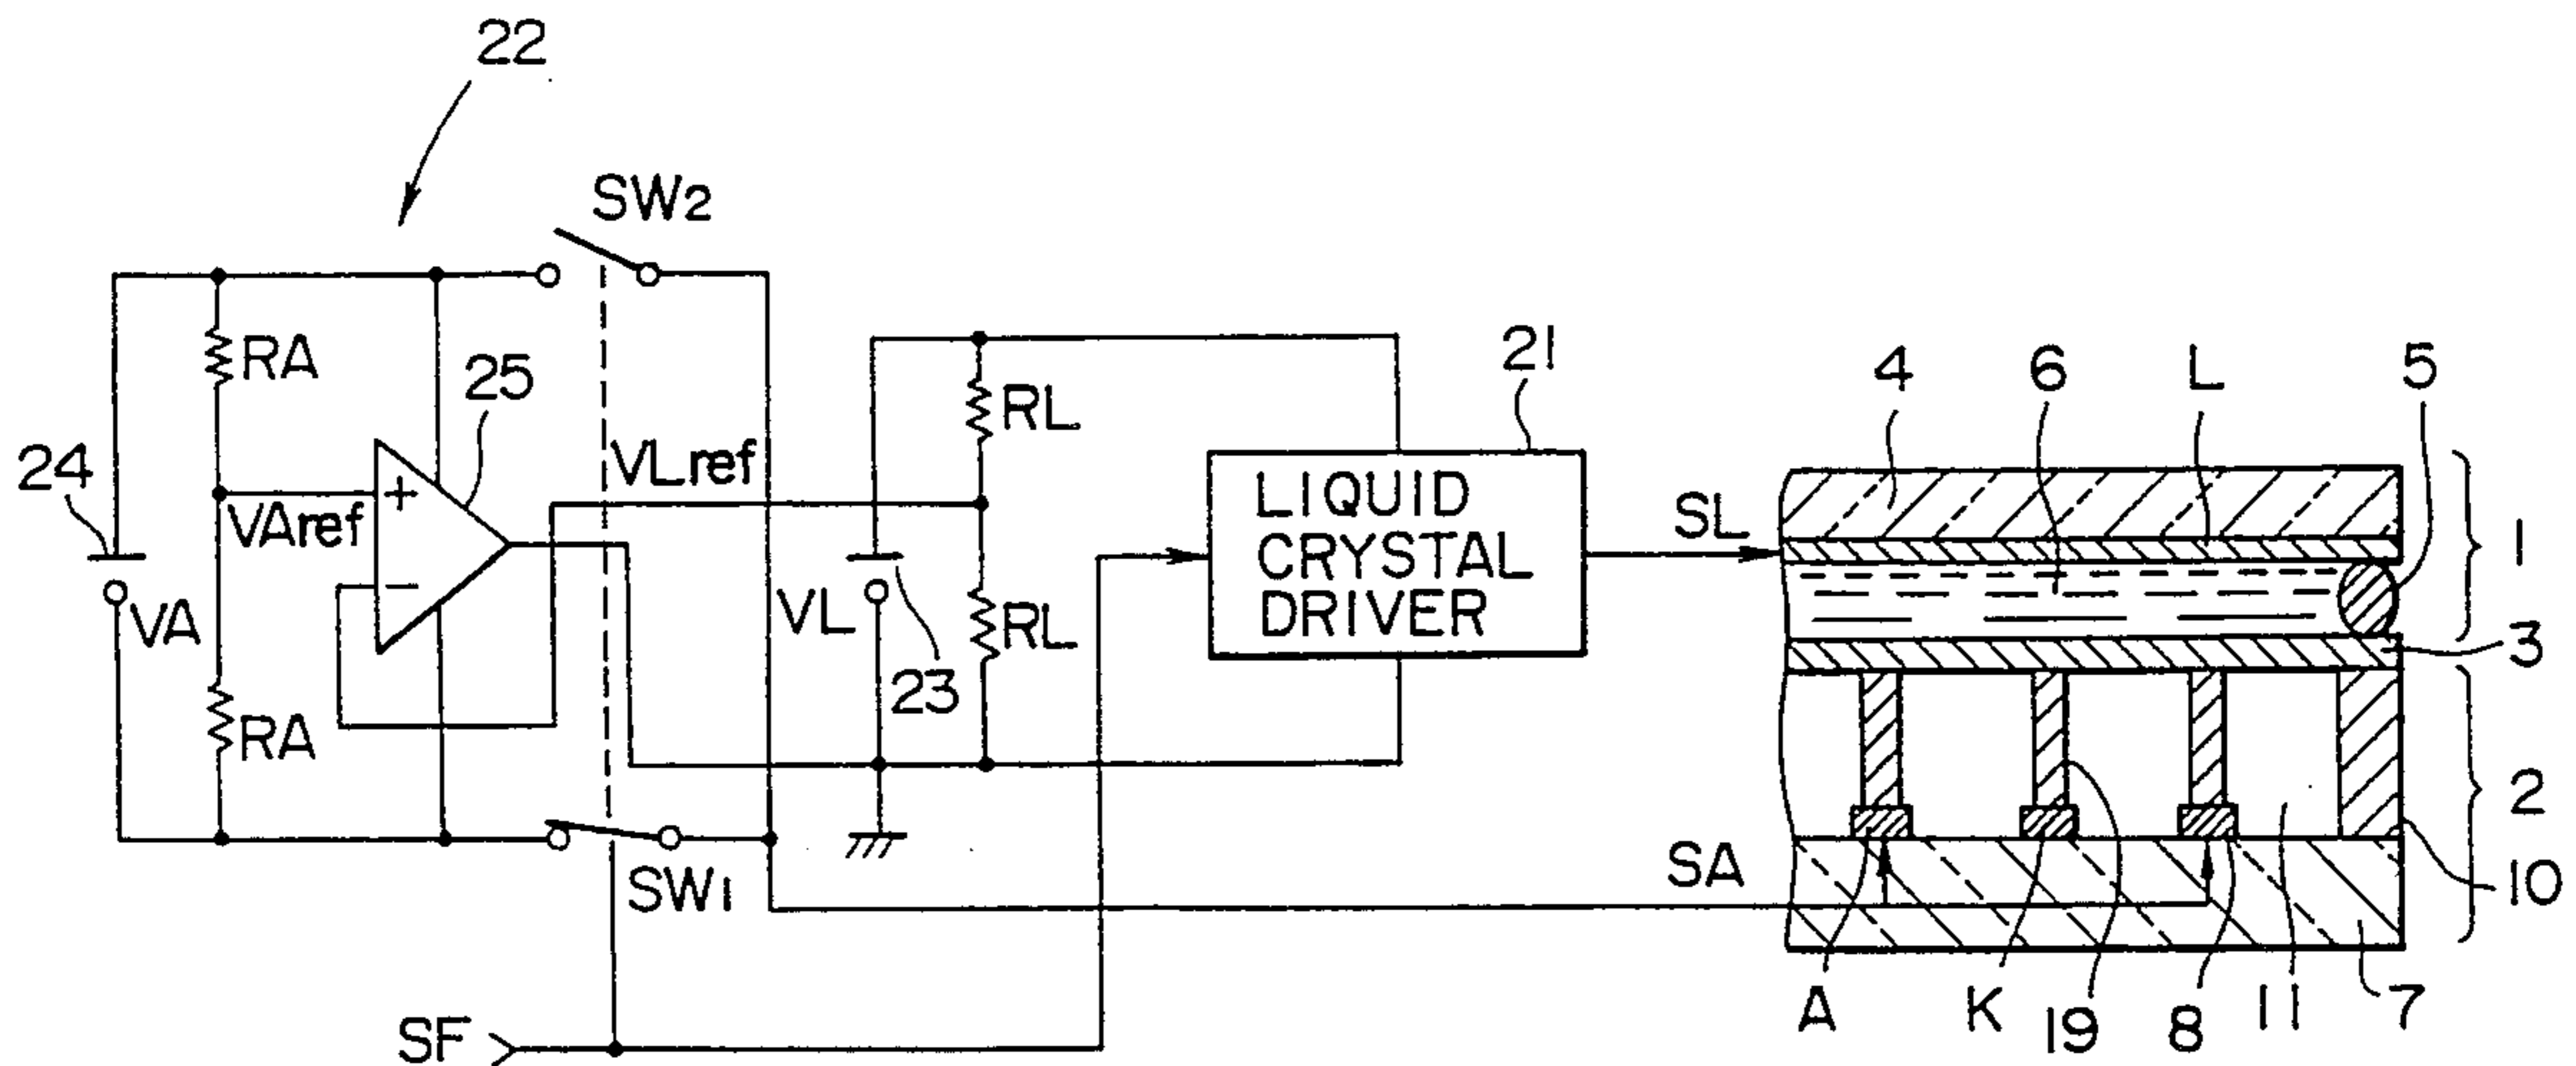 22
SW2
21
RA
25
VLref
RL
4
6
L
5
24
VAref
+
LIQUID
CRYSTAL
DRIVER
SL
1
−
VA
VL
23
RL
3
RA
2
SW1
SA
10
SF
A
K
19
8
11
7